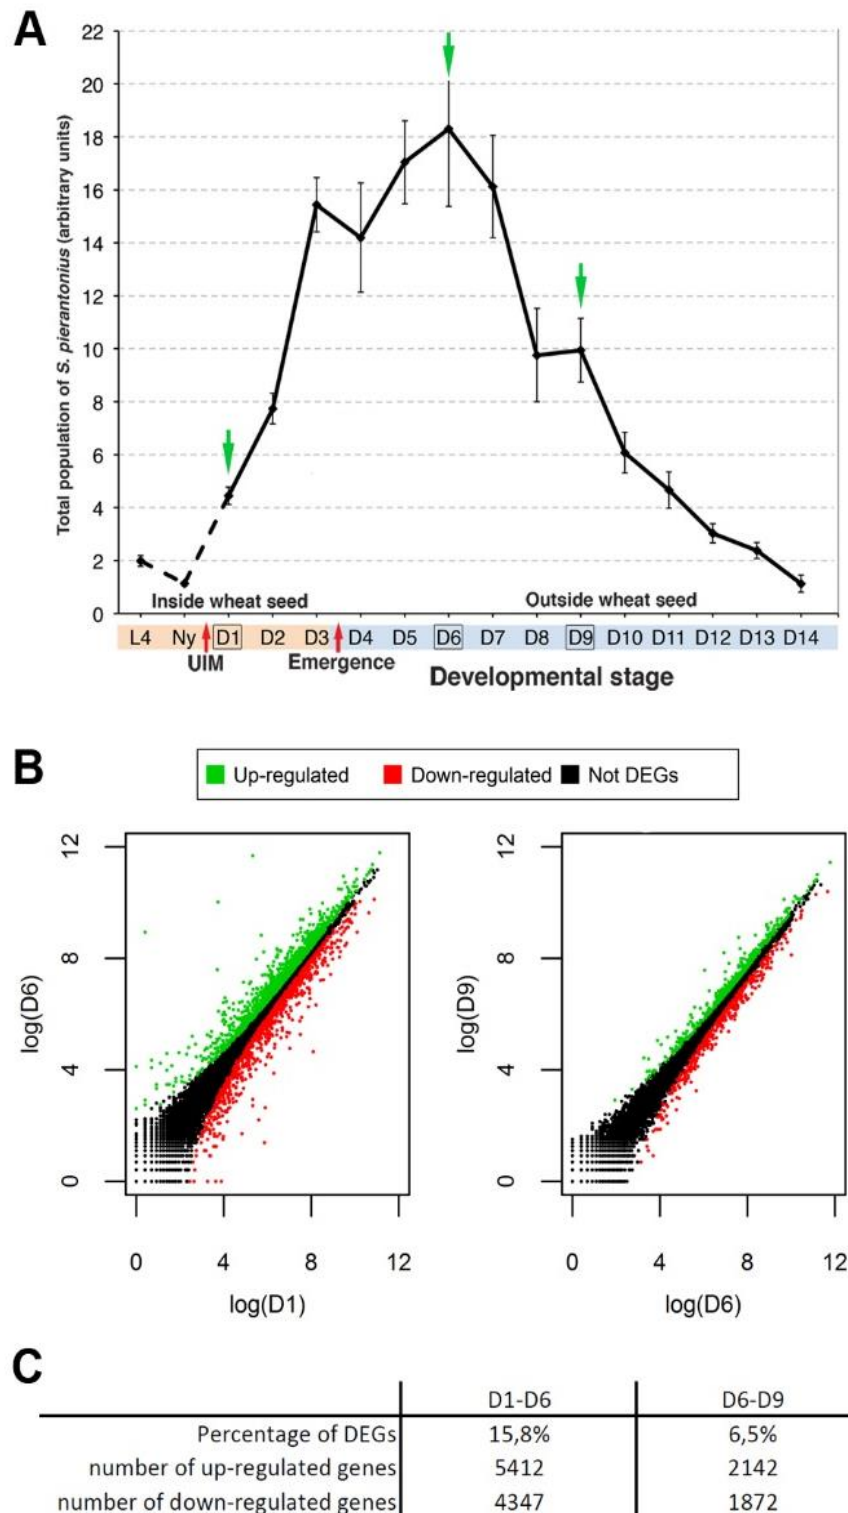 A
Total population of S. pierantonius (arbitrary units)
22
20
18
16
14
12
10
8
6
4
2
0
Inside wheat seed
Outside wheat seed
L4 Ny D1 D2 D3 D4 D5 D6 D7 D8 D9 D10 D11 D12 D13 D14
UIM
Emergence
Developmental stage
B
Up-regulated Down-regulated Not DEGs
log(D6)
12
8
4
0
0 4 8 12
log(D1)
log(D9)
12
8
4
0
0 4 8 12
log(D6)
C
D1-D6 D6-D9
Percentage of DEGs 15,8% 6,5%
number of up-regulated genes 5412 2142
number of down-regulated genes 4347 1872